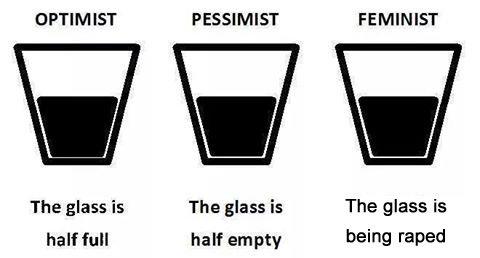 OPTIMIST
PESSIMIST
FEMINIST
The glass is
half full
The glass is
half empty
The glass is
being raped